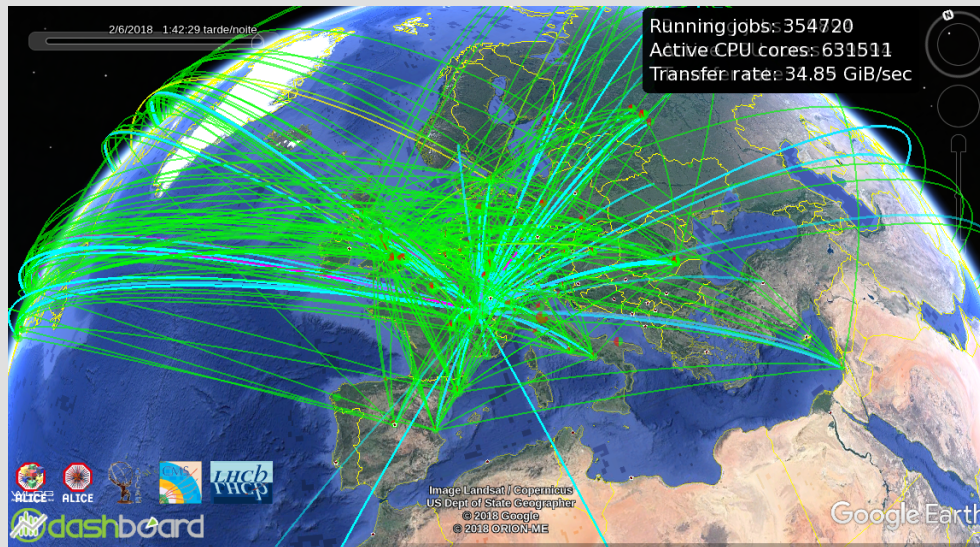 2/6/2018 1:42:29 tarde/noite
N
Running jobs: 354720
Active CPU cores: 631511
Transfer rate: 34.85 GiB/sec
ALICE
ALICE
LHCb
dashboard
Image Landsat / Copernicus
US Dept of State Geographer
© 2018 Google
© 2018 ORION-ME
Google Earth